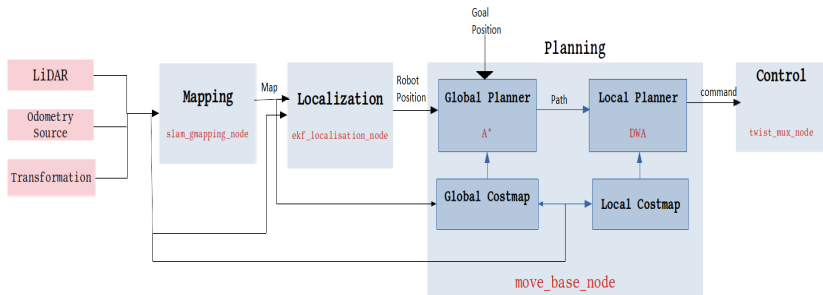 Goal
Position
Planning
LiDAR
Odometry
Source
Transformation
Mapping
slam_gmapping_node
Map
Localization
ekf_localisation_node
Robot
Position
Global Planner
A*
Path
Local Planner
DWA
command
Control
twist_mux_node
Global Costmap
Local Costmap
move_base_node